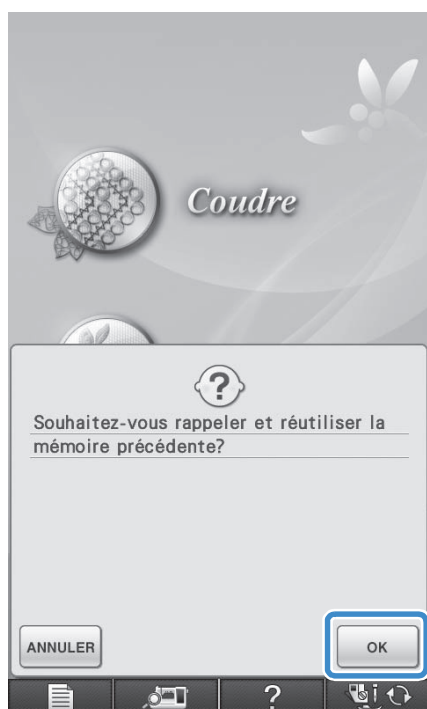 Coudre
Souhaitez-vous rappeler et réutiliser la
mémoire précédente?
ANNULER
OK